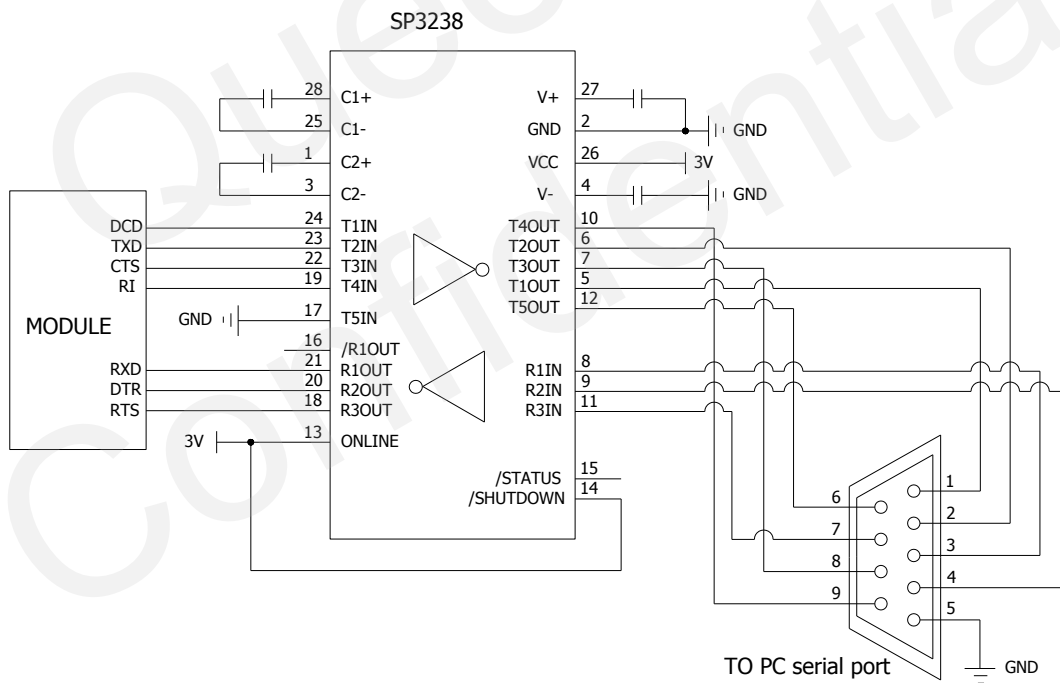 SP3238
28 C1+ V+ 27
25 C1- GND 2 GND
1 C2+ VCC 26 3V
3 C2- V- 4 GND
DCD 24 T1IN T4OUT 10
TXD 23 T2IN T2OUT 6
CTS 22 T3IN T3OUT 7
RI 19 T4IN T1OUT 5
GND 17 T5IN T5OUT 12
MODULE
16 /R1OUT
RXD 21 R1OUT R1IN 8
DTR 20 R2OUT R2IN 9
RTS 18 R3OUT R3IN 11
3V 13 ONLINE
/STATUS 15
/SHUTDOWN 14
6 1
7 2
8 3
9 4
5
TO PC serial port GND
Confidential